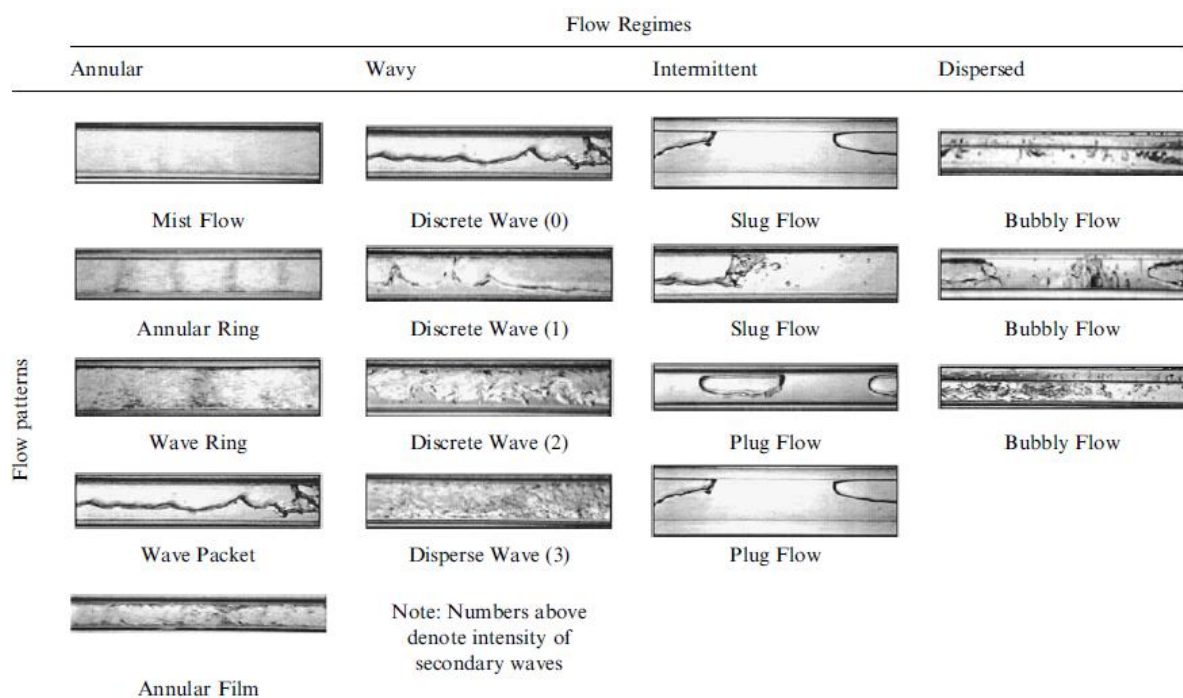 Flow Regimes
Annular Wavy Intermittent Dispersed
Flow patterns
Mist Flow Discrete Wave (0) Slug Flow Bubbly Flow
Annular Ring Discrete Wave (1) Slug Flow Bubbly Flow
Wave Ring Discrete Wave (2) Plug Flow Bubbly Flow
Wave Packet Disperse Wave (3) Plug Flow
Note: Numbers above
denote intensity of
secondary waves
Annular Film